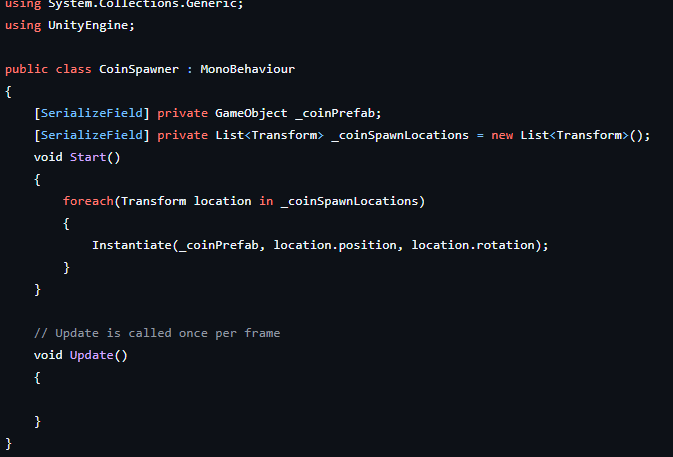 using System.Collections.Generic;
using UnityEngine;

public class CoinSpawner : MonoBehaviour
{
    [SerializeField] private GameObject _coinPrefab;
    [SerializeField] private List<Transform> _coinSpawnLocations = new List<Transform>();
    void Start()
    {
        foreach(Transform location in _coinSpawnLocations)
        {
            Instantiate(_coinPrefab, location.position, location.rotation);
        }
    }

    // Update is called once per frame
    void Update()
    {

    }
}